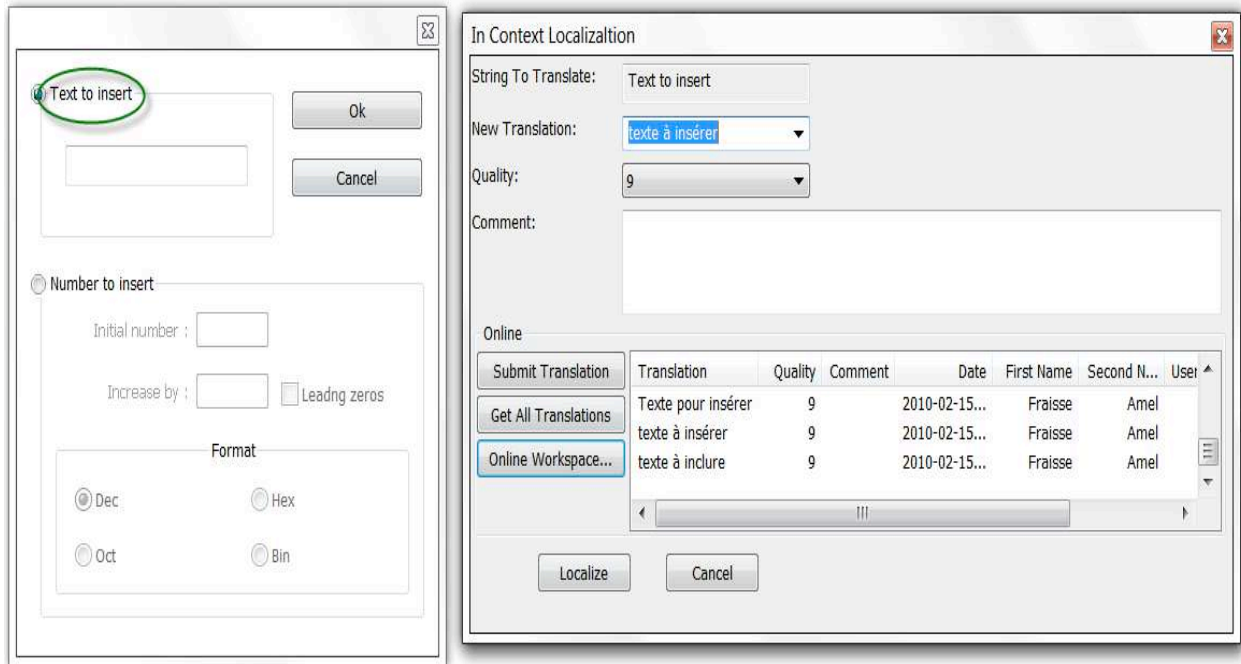 Text to insert
Ok
Cancel
Number to insert
Initial number :
Increase by :
Leadng zeros
Format
Dec
Hex
Oct
Bin
In Context Localizaltion
String To Translate:
Text to insert
New Translation:
texte à insérer
Quality:
9
Comment:
Online
Submit Translation
Get All Translations
Online Workspace...
Translation Quality Comment Date First Name Second N... User
Texte pour insérer 9 2010-02-15... Fraisse Amel
texte à insérer 9 2010-02-15... Fraisse Amel
texte à inclure 9 2010-02-15... Fraisse Amel
Localize
Cancel